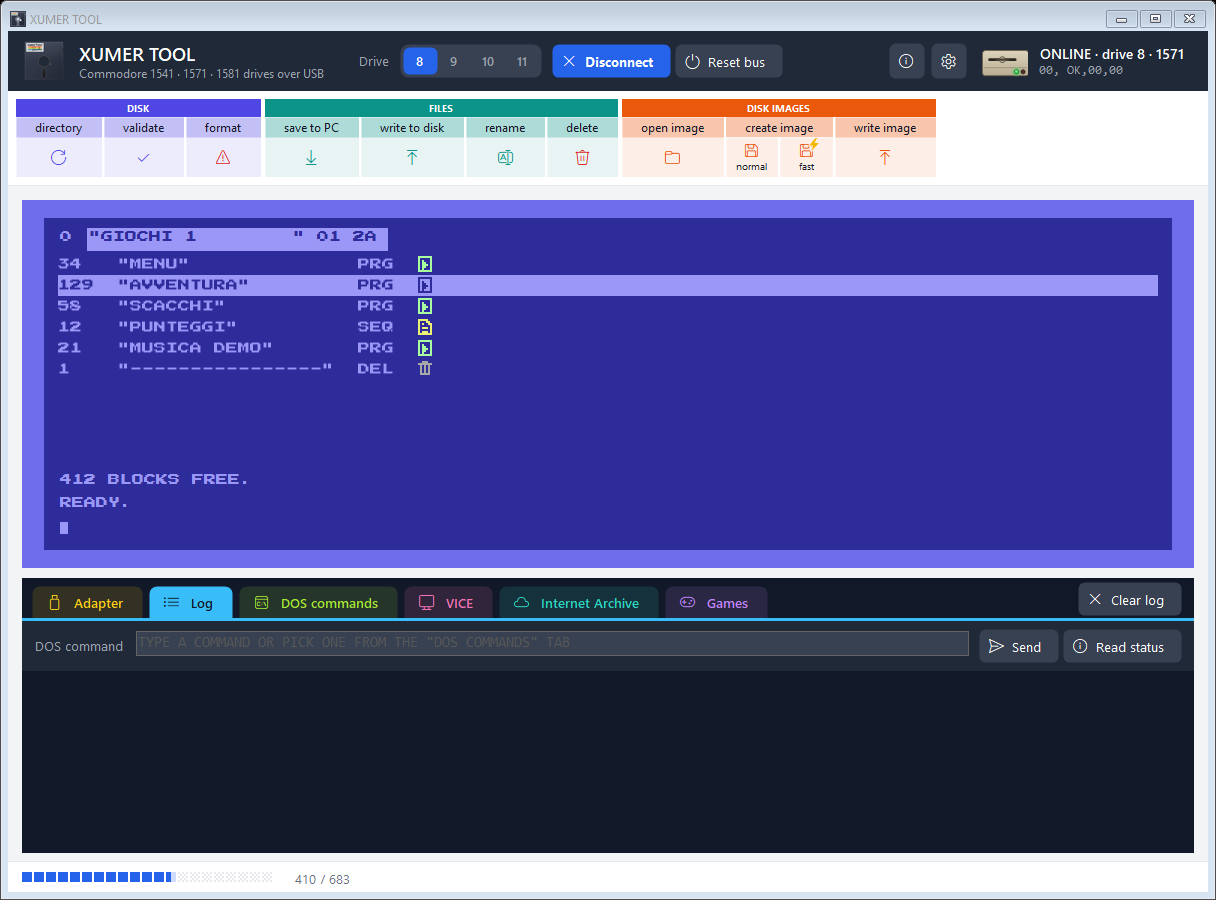 XUMER TOOL
XUMER TOOL
Commodore 1541 · 1571 · 1581 drives over USB
Drive 8 9 10 11 Disconnect Reset bus
ONLINE · drive 8 · 1571
00, OK,00,00
DISK FILES DISK IMAGES
directory validate format save to PC write to disk rename delete open image create image write image
normal fast
0 "GIOCHI 1 " 01 2A
34 "MENU" PRG
129 "AVVENTURA" PRG
58 "SCACCHI" PRG
12 "PUNTEGGI" SEQ
21 "MUSICA DEMO" PRG
1 "----------------" DEL
412 BLOCKS FREE.
READY.
Adapter Log DOS commands VICE Internet Archive Games Clear log
DOS command TYPE A COMMAND OR PICK ONE FROM THE "DOS COMMANDS" TAB Send Read status
410 / 683